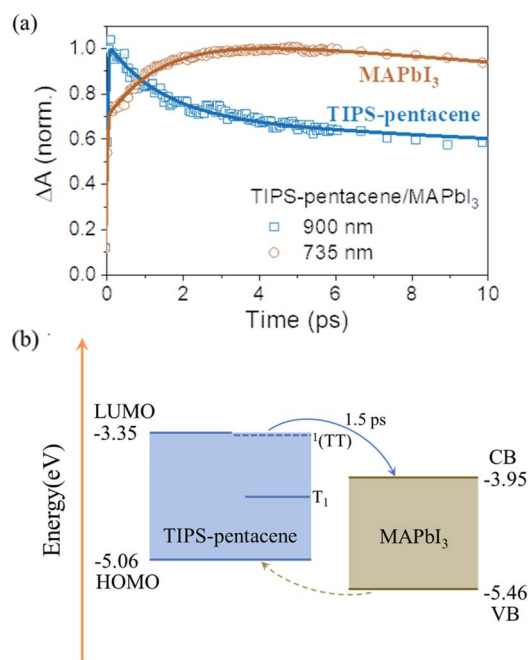 (a)
1.0
0.8
0.6
0.4
0.2
0.0
ΔA (norm.)
MAPbI₃
TIPS-pentacene
TIPS-pentacene/MAPbI₃
900 nm
735 nm
0 2 4 6 8 10
Time (ps)
(b)
Energy(eV)
LUMO
-3.35
¹(TT)
1.5 ps
T₁
TIPS-pentacene
-5.06
HOMO
CB
-3.95
MAPbI₃
-5.46
VB